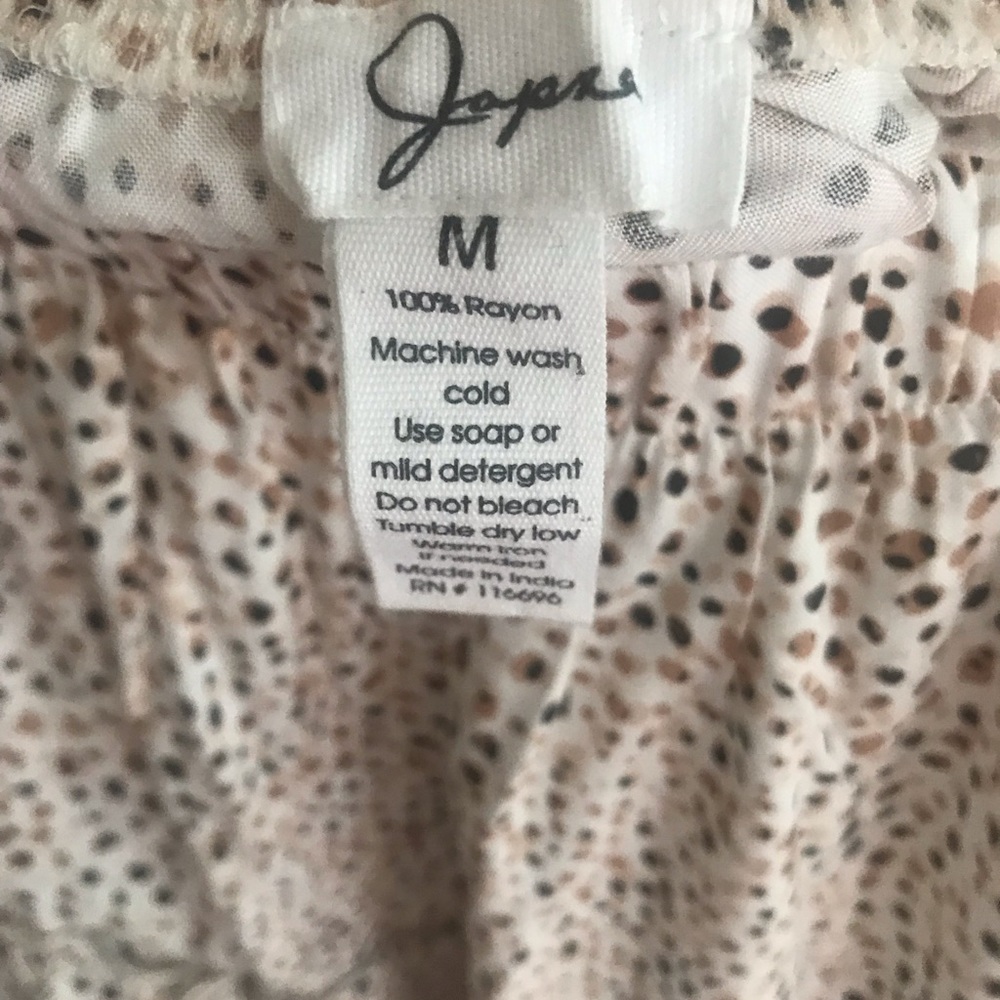 Japna
M
100% Rayon
Machine wash
cold
Use soap or
mild detergent
Do not bleach
Tumble dry low
Warm Iron
If needed
Made in India
RN # 116696